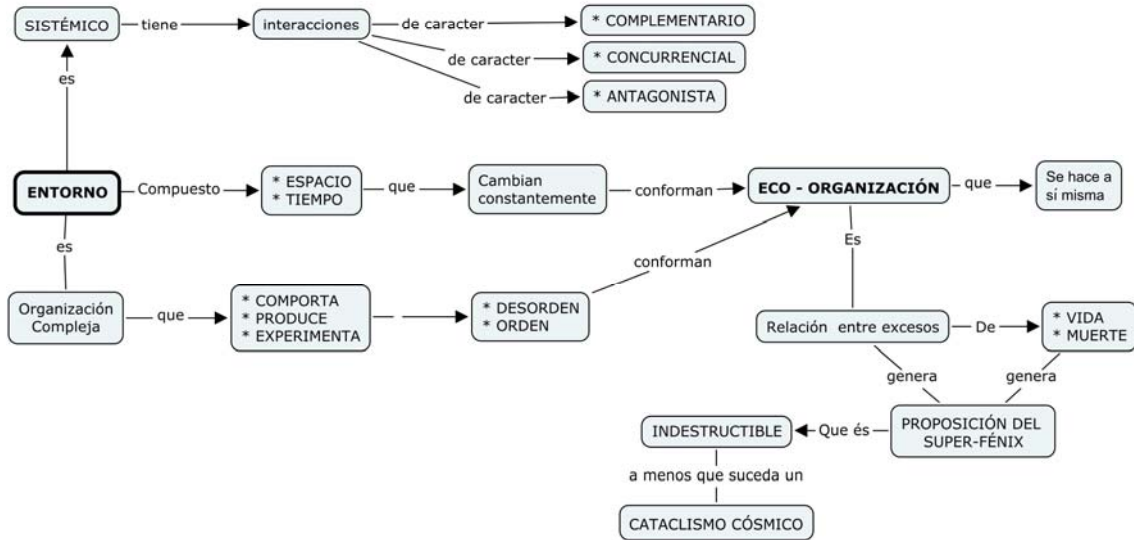 SISTÉMICO
tiene
interacciones
de caracter
* COMPLEMENTARIO
de caracter
* CONCURRENCIAL
de caracter
* ANTAGONISTA
es
ENTORNO
Compuesto
* ESPACIO
* TIEMPO
que
Cambian
constantemente
conforman
ECO - ORGANIZACIÓN
que
Se hace a
sí misma
es
Organización
Compleja
que
* COMPORTA
* PRODUCE
* EXPERIMENTA
* DESORDEN
* ORDEN
conforman
Es
Relación entre excesos
De
* VIDA
* MUERTE
genera
genera
PROPOSICIÓN DEL
SUPER-FÉNIX
Que és
INDESTRUCTIBLE
a menos que suceda un
CATACLISMO CÓSMICO